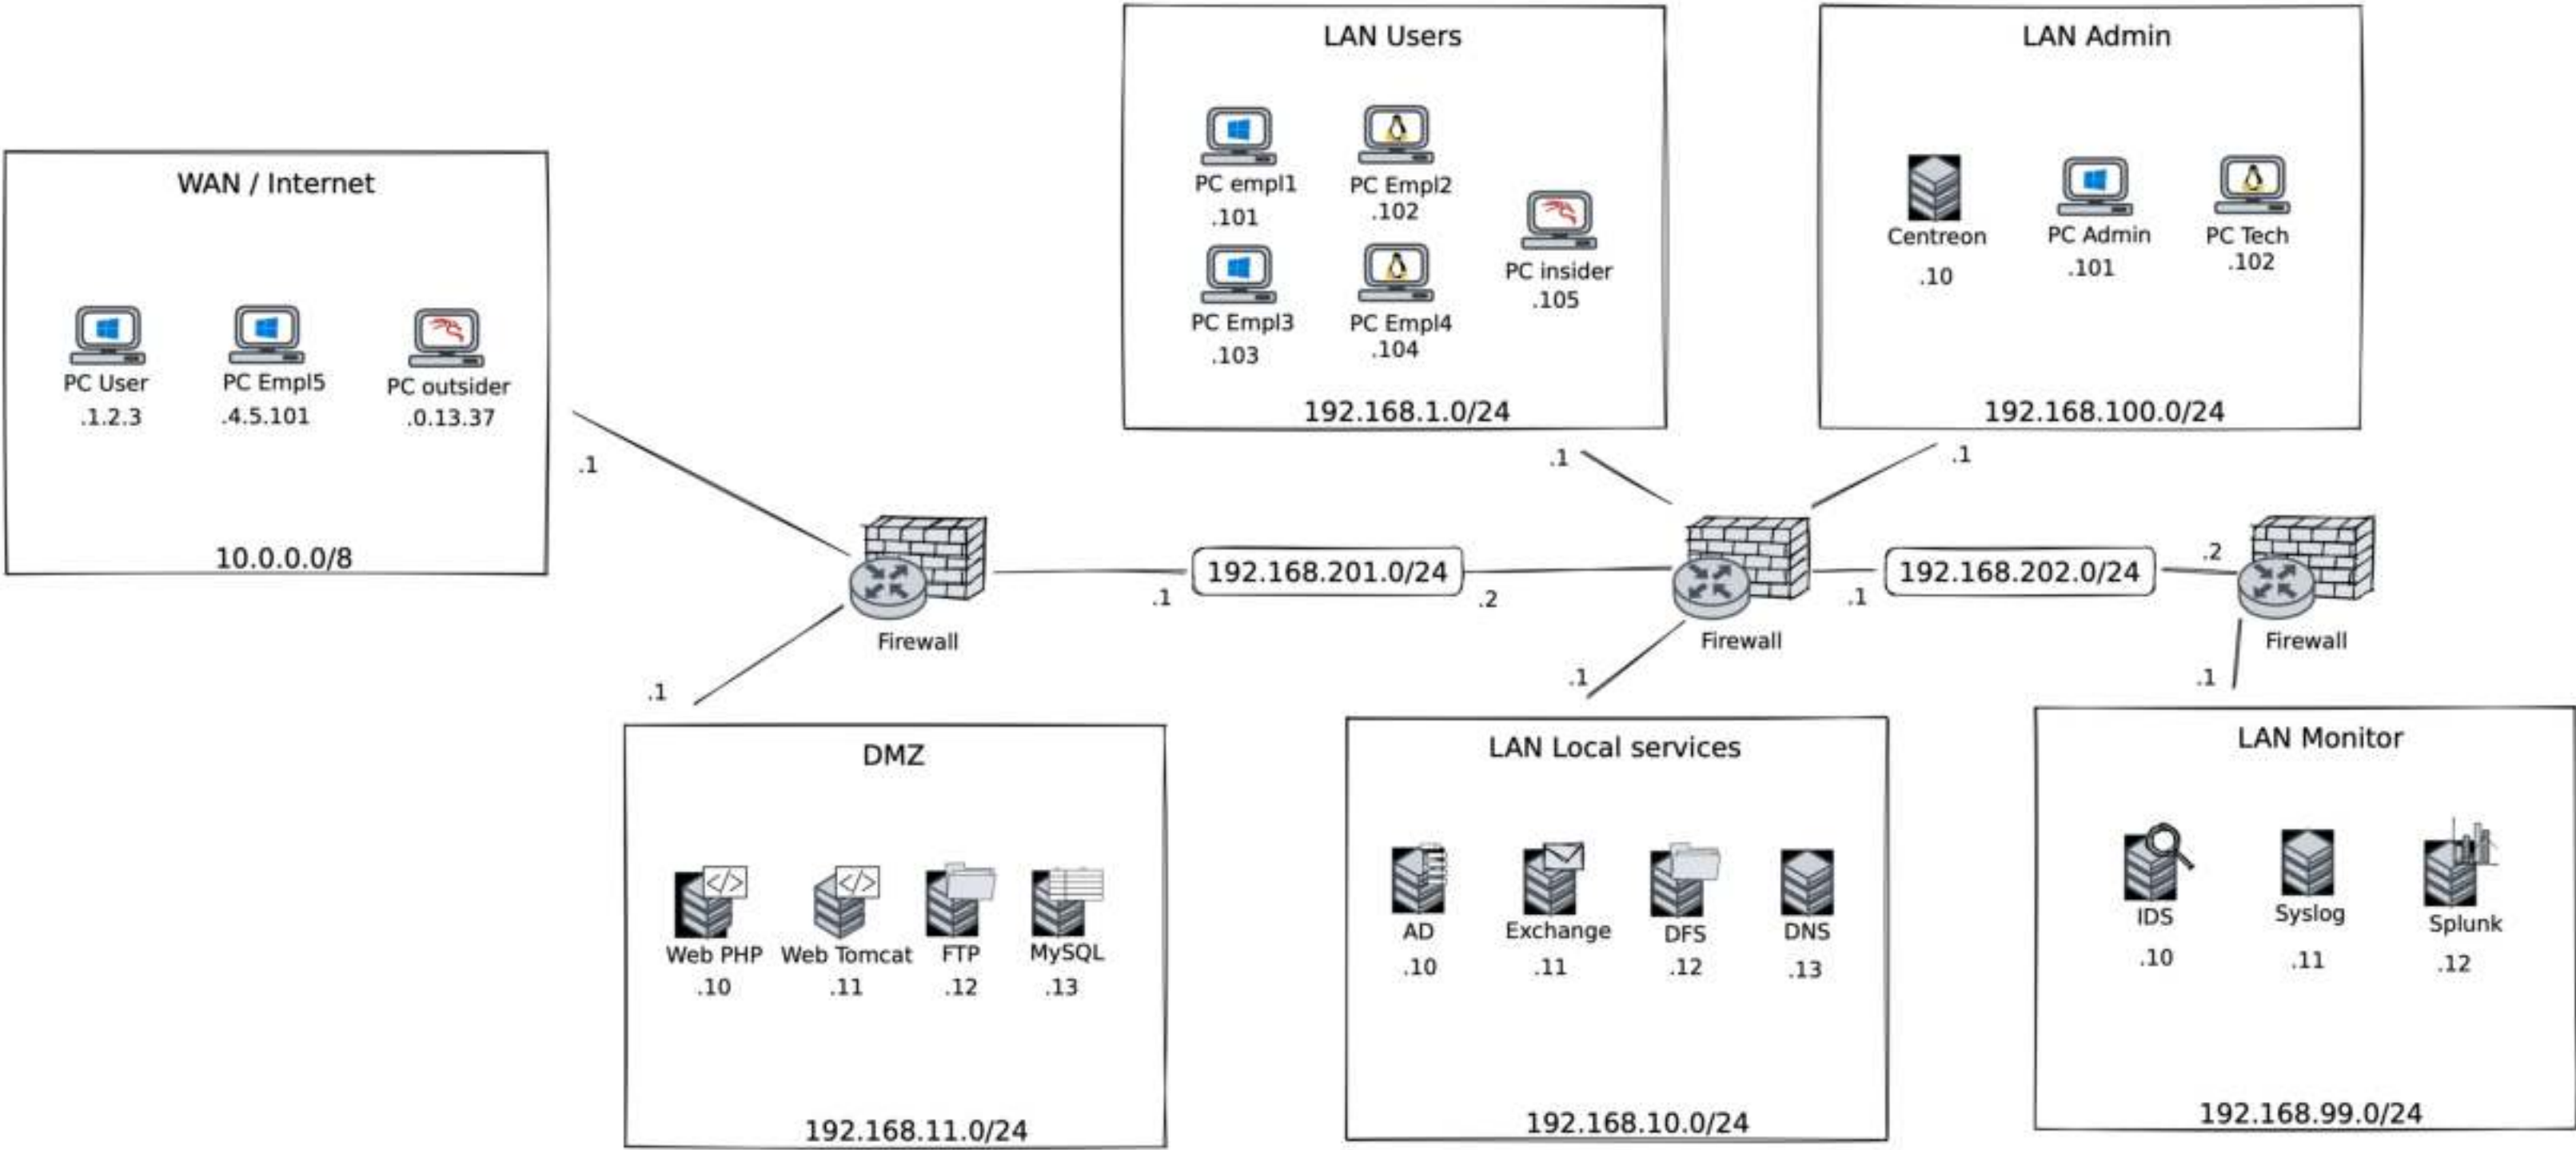 WAN / Internet
PC User
.1.2.3
PC Empl5
.4.5.101
PC outsider
.0.13.37
10.0.0.0/8
.1
LAN Users
PC empl1
.101
PC Empl2
.102
PC Empl3
.103
PC Empl4
.104
PC insider
.105
192.168.1.0/24
.1
LAN Admin
Centreon
.10
PC Admin
.101
PC Tech
.102
192.168.100.0/24
.1
Firewall
.1
192.168.201.0/24
.2
Firewall
.1
192.168.202.0/24
.2
Firewall
.1
DMZ
Web PHP
.10
Web Tomcat
.11
FTP
.12
MySQL
.13
192.168.11.0/24
.1
LAN Local services
AD
.10
Exchange
.11
DFS
.12
DNS
.13
192.168.10.0/24
.1
LAN Monitor
IDS
.10
Syslog
.11
Splunk
.12
192.168.99.0/24